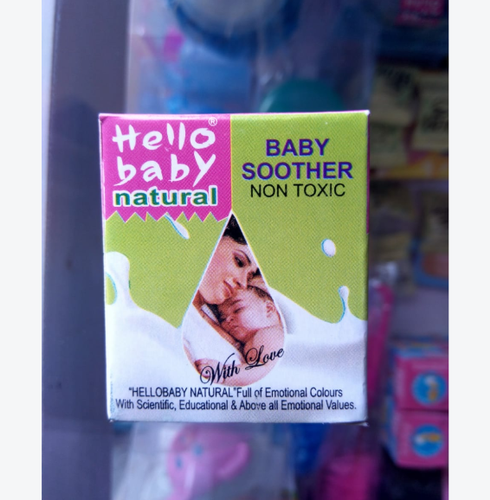 Hello®
baby
natural
BABY
SOOTHER
NON TOXIC
With Love
"HELLOBABY NATURAL"Full of Emotional Colours
With Scientific, Educational & Above all Emotional Values.